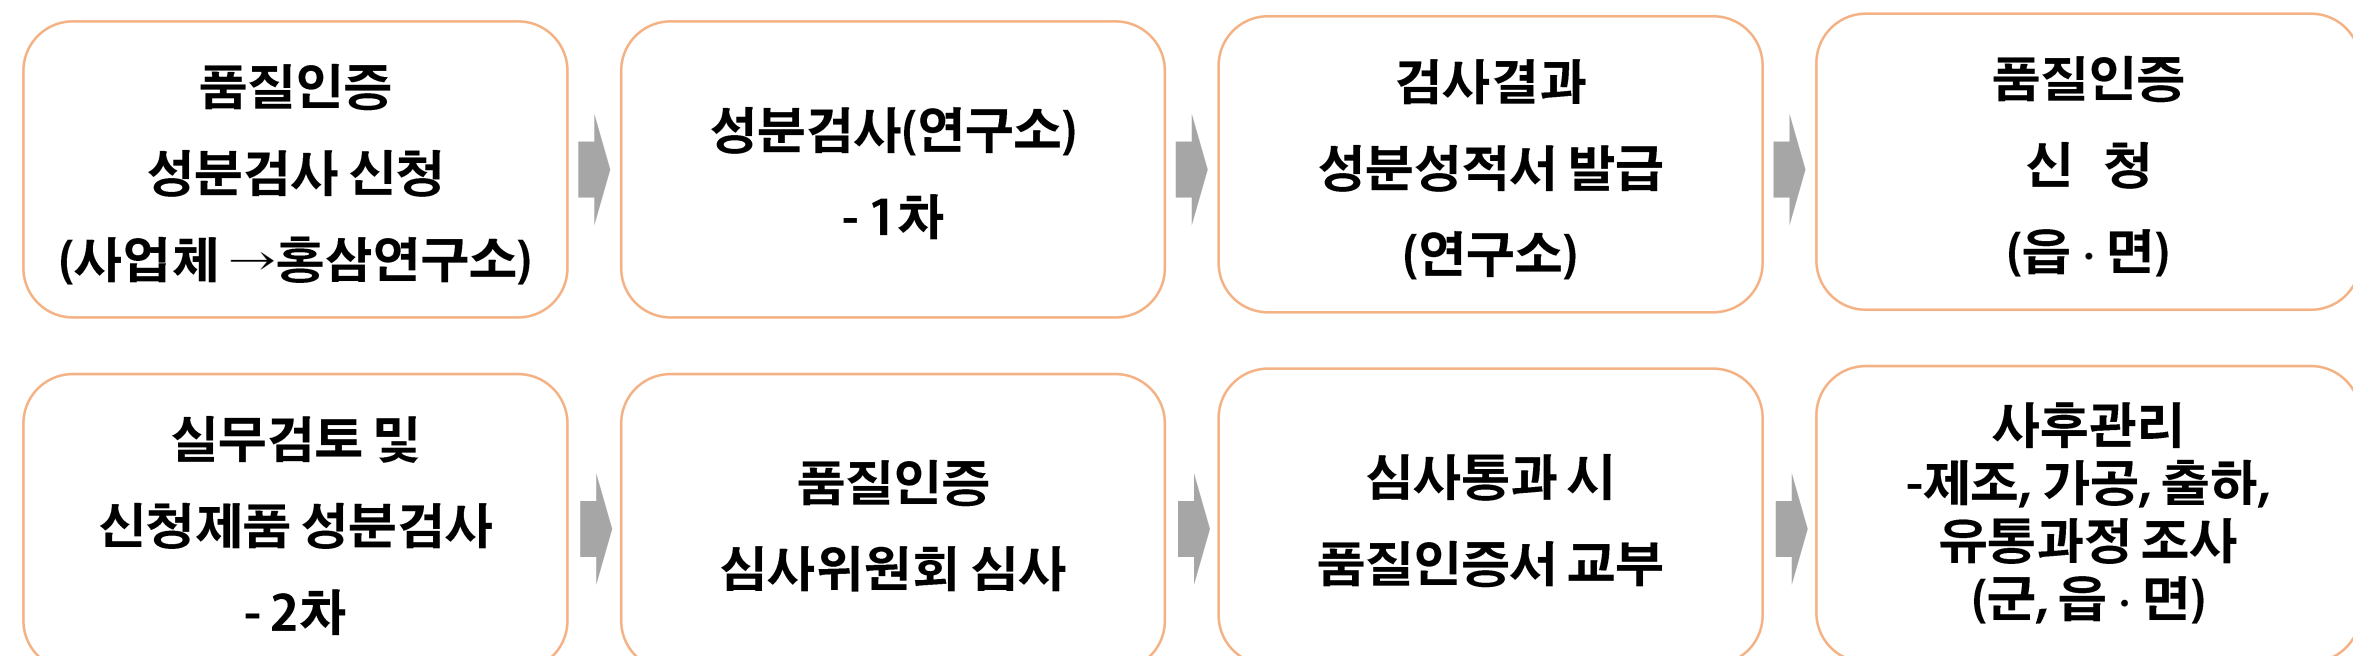 품질인증
성분검사 신청
(사업체 →홍삼연구소)
성분검사(연구소)
- 1차
검사결과
성분성적서 발급
(연구소)
품질인증
신 청
(읍 · 면)
실무검토 및
신청제품 성분검사
- 2차
품질인증
심사위원회 심사
심사통과 시
품질인증서 교부
사후관리
-제조, 가공, 출하,
유통과정 조사
(군, 읍 · 면)